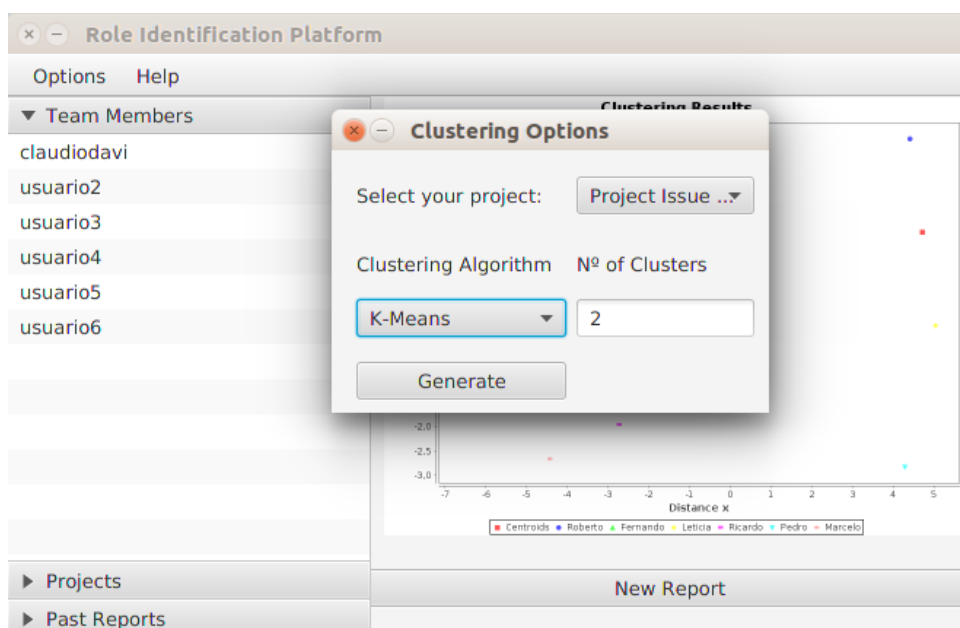 Role Identification Platform
Options Help
Team Members
claudiodavi
usuario2
usuario3
usuario4
usuario5
usuario6
Projects
Past Reports
Clustering Results
Clustering Options
Select your project: Project Issue ...
Clustering Algorithm Nº of Clusters
K-Means 2
Generate
-2.0
-2.5
-3.0
-7 -6 -5 -4 -3 -2 -1 0 1 2 3 4 5
Distance x
Centroids Roberto Fernando Leticia Ricardo Pedro Marcelo
New Report